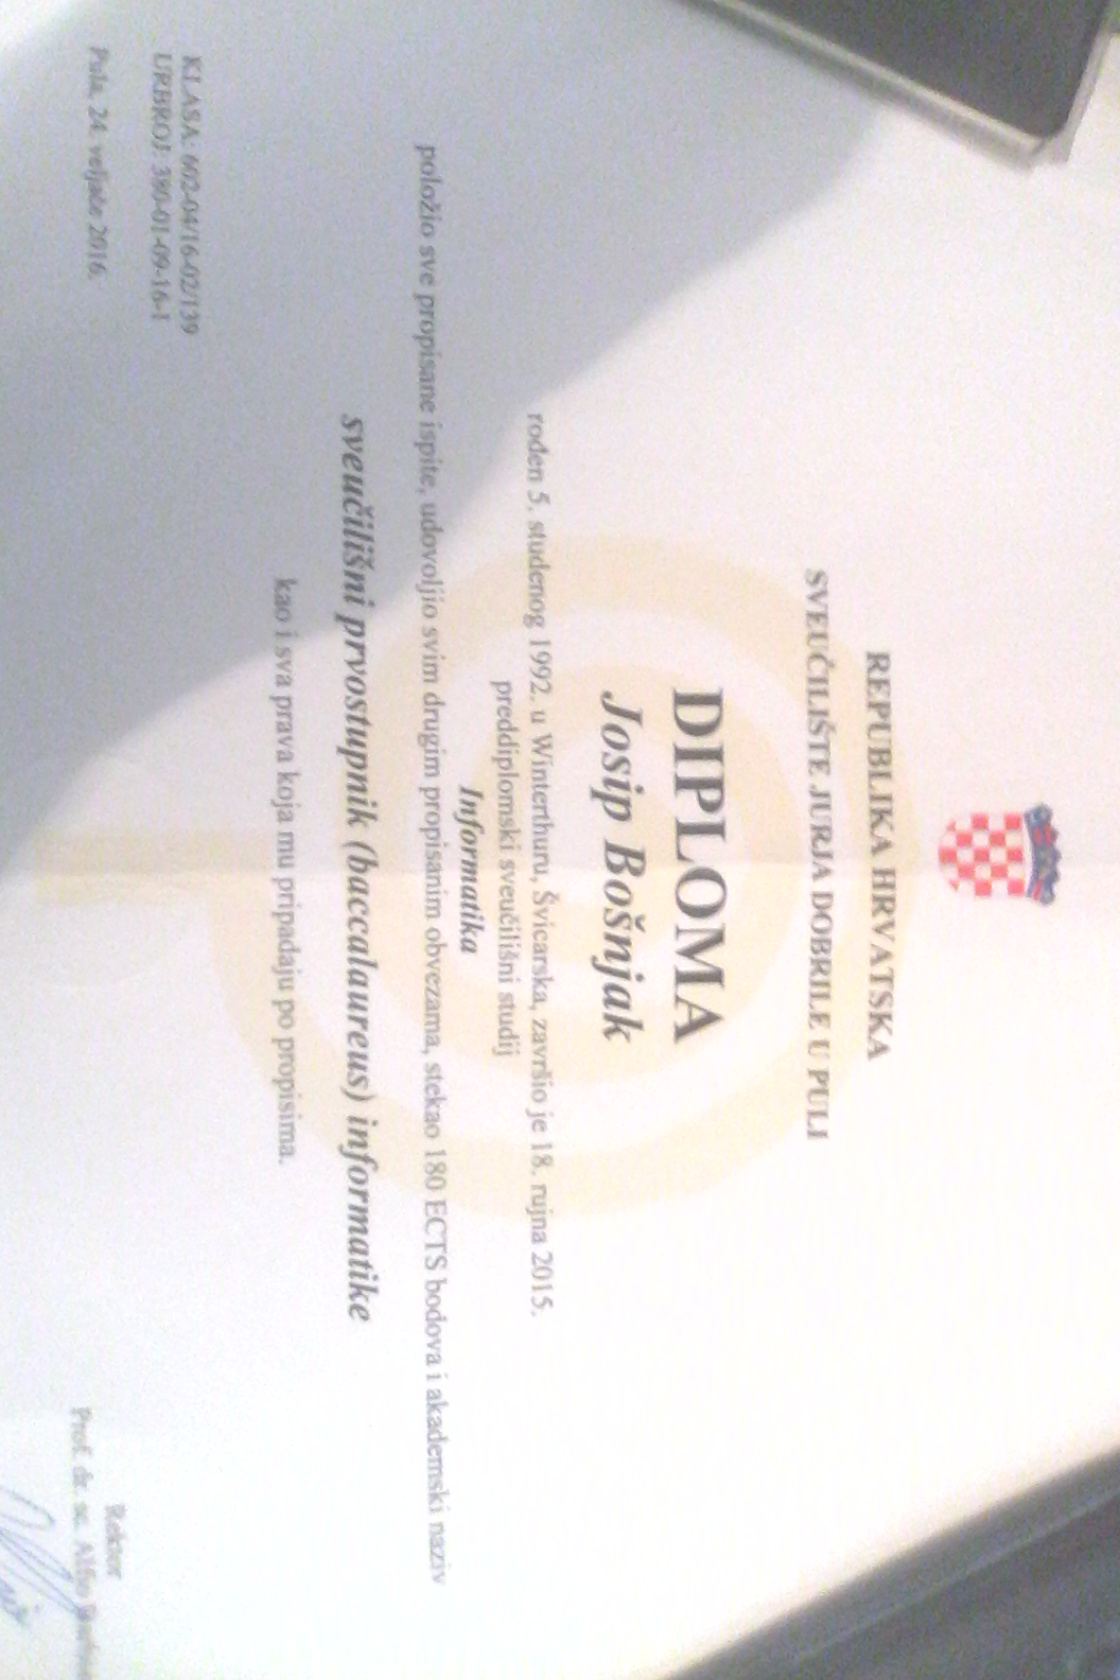 REPUBLIKA HRVATSKA
SVEUČILIŠTE JURJA DOBRILE U PULI
DIPLOMA
Josip Bošnjak
rođen 5. studenog 1992. u Winterthuru, Švicarska, završio je 18. rujna 2015.
preddiplomski sveučilišni studij
Informatika
položio sve propisane ispite, udovoljio svim drugim propisanim obvezama, stekao 180 ECTS bodova i akademski naziv
sveučilišni prvostupnik (baccalaureus) informatike
kao i sva prava koja mu pripadaju po propisima.
KLASA: 602-04/16-02/139
URBROJ: 380-01-09-16-1
Pula, 24. veljače 2016.
Rektor
Prof. dr. sc. Alfio